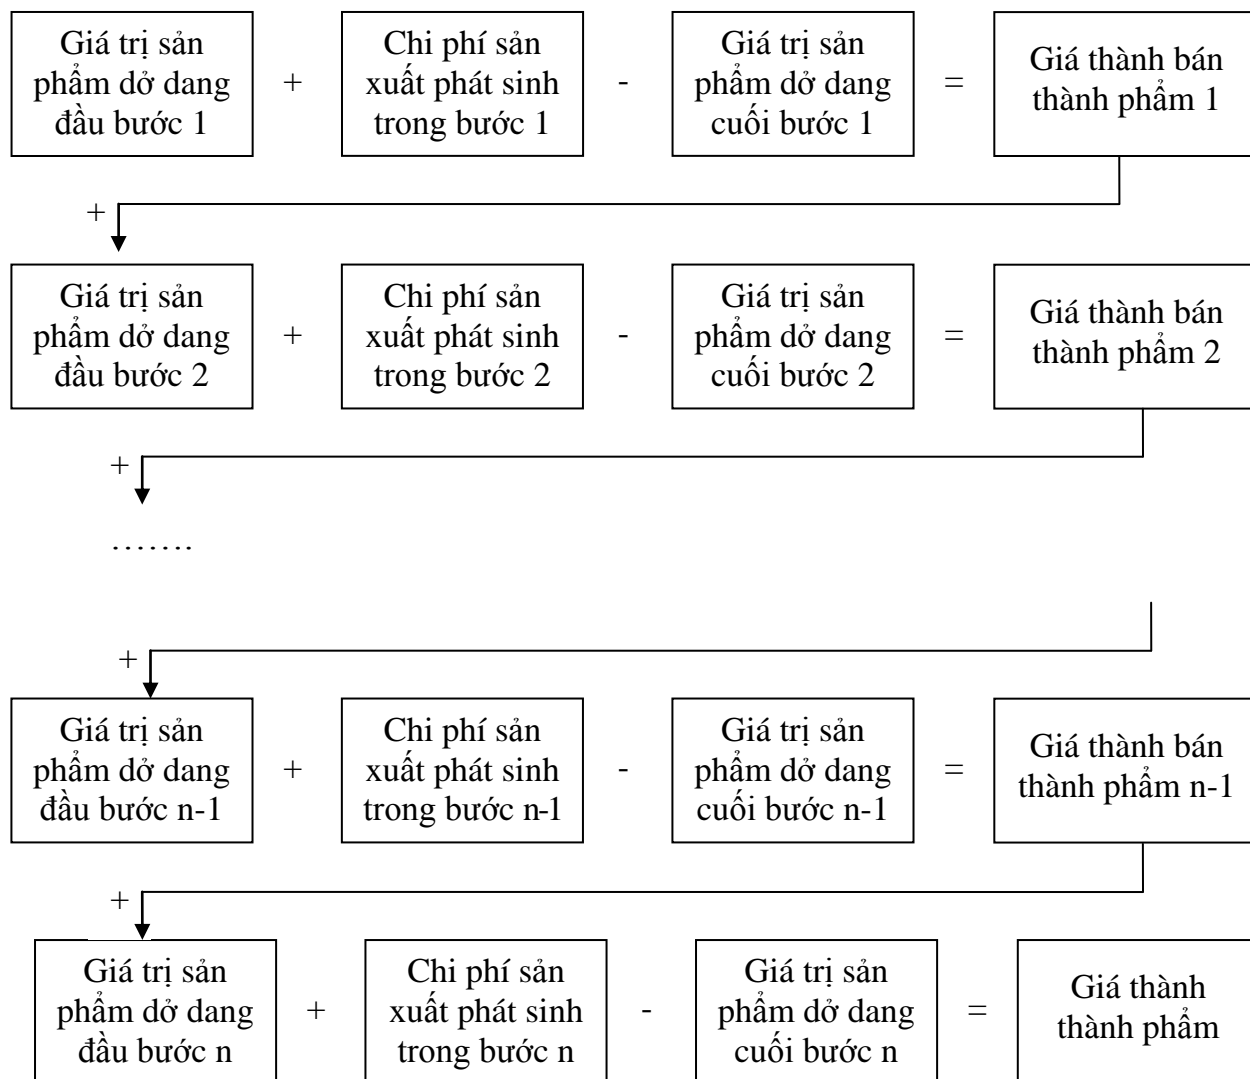 Giá trị sản
phẩm dở dang
đầu bước 1
+
Chi phí sản
xuất phát sinh
trong bước 1
-
Giá trị sản
phẩm dở dang
cuối bước 1
=
Giá thành bán
thành phẩm 1
+
Giá trị sản
phẩm dở dang
đầu bước 2
+
Chi phí sản
xuất phát sinh
trong bước 2
-
Giá trị sản
phẩm dở dang
cuối bước 2
=
Giá thành bán
thành phẩm 2
+
…….
+
Giá trị sản
phẩm dở dang
đầu bước n-1
+
Chi phí sản
xuất phát sinh
trong bước n-1
-
Giá trị sản
phẩm dở dang
cuối bước n-1
=
Giá thành bán
thành phẩm n-1
+
Giá trị sản
phẩm dở dang
đầu bước n
+
Chi phí sản
xuất phát sinh
trong bước n
-
Giá trị sản
phẩm dở dang
cuối bước n
=
Giá thành
thành phẩm